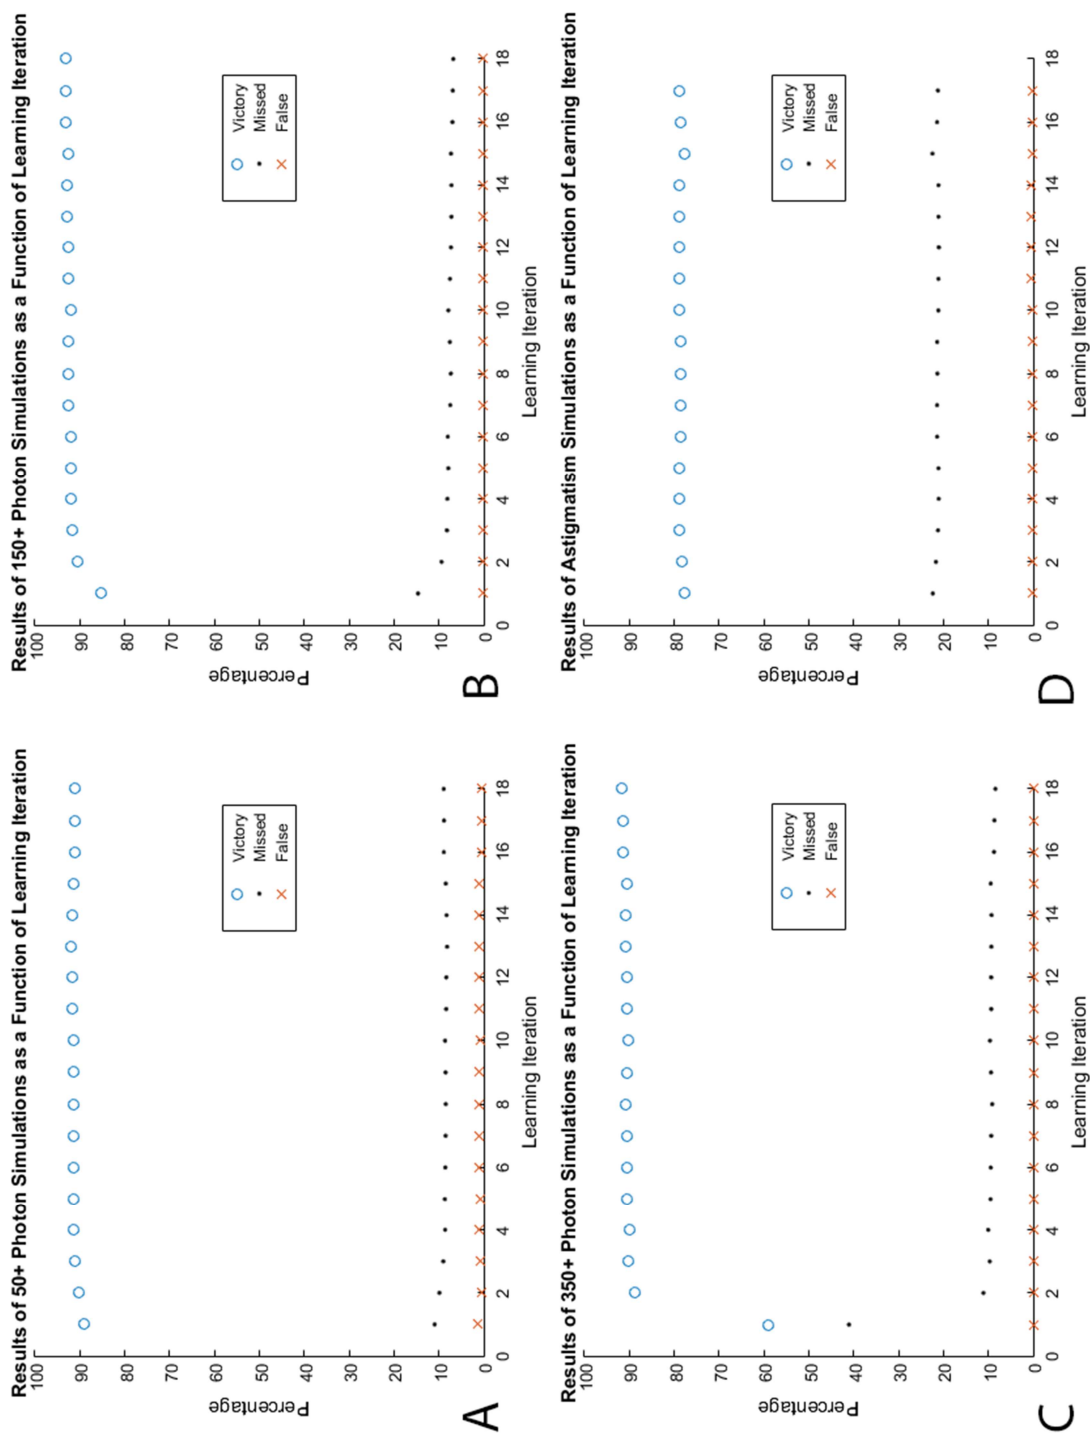 Results of 50+ Photon Simulations as a Function of Learning Iteration
100
90
80
70
60
50
40
30
20
10
0
Percentage
Victory
Missed
False
0 2 4 6 8 10 12 14 16 18
Learning Iteration
A
Results of 150+ Photon Simulations as a Function of Learning Iteration
100
90
80
70
60
50
40
30
20
10
0
Percentage
Victory
Missed
False
0 2 4 6 8 10 12 14 16 18
Learning Iteration
B
Results of 350+ Photon Simulations as a Function of Learning Iteration
100
90
80
70
60
50
40
30
20
10
0
Percentage
Victory
Missed
False
0 2 4 6 8 10 12 14 16 18
Learning Iteration
C
Results of Astigmatism Simulations as a Function of Learning Iteration
100
90
80
70
60
50
40
30
20
10
0
Percentage
Victory
Missed
False
0 2 4 6 8 10 12 14 16 18
Learning Iteration
D